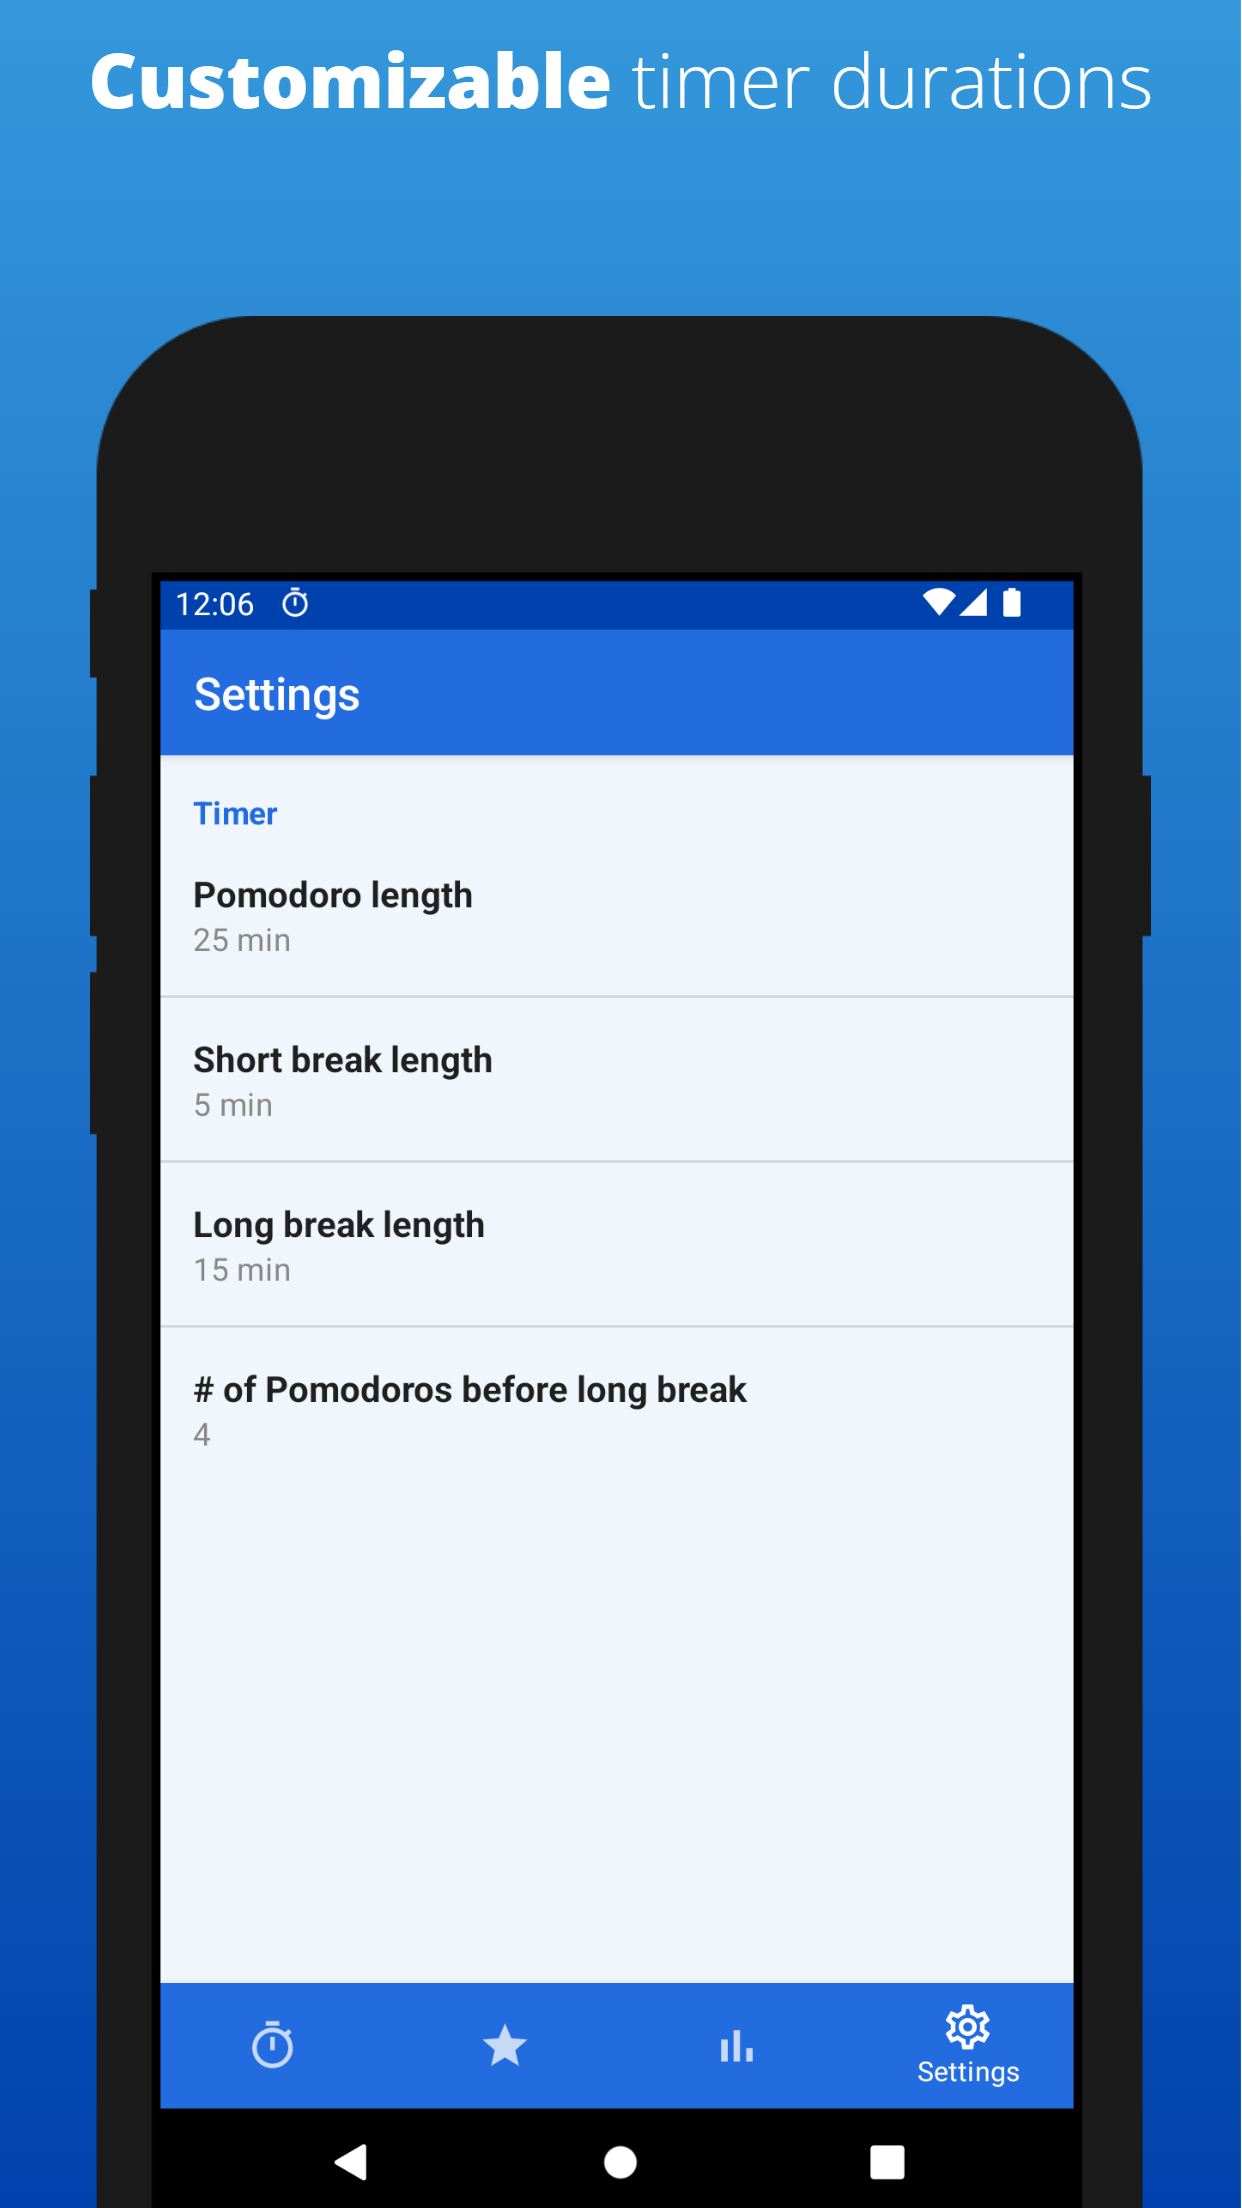 Customizable timer durations
12:06
Settings
Timer
Pomodoro length
25 min
Short break length
5 min
Long break length
15 min
# of Pomodoros before long break
4
Settings